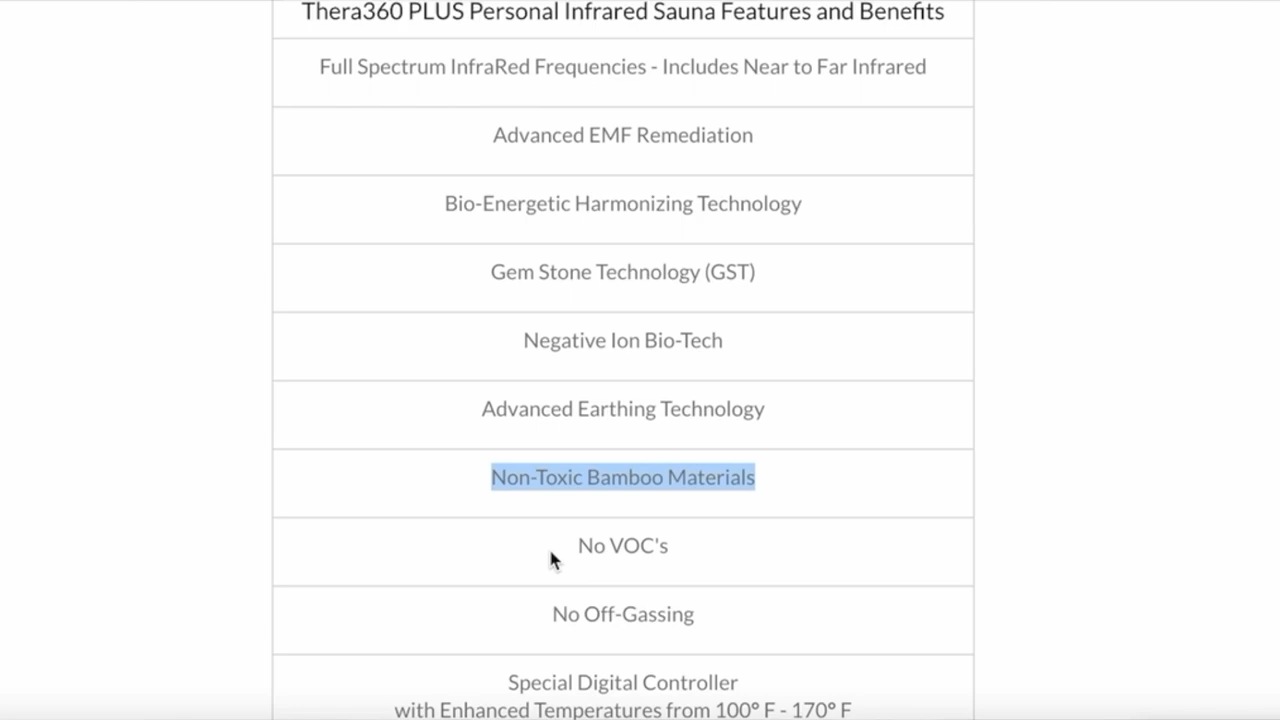 Thera360 PLUS Personal Infrared Sauna Features and Benefits
Full Spectrum InfraRed Frequencies - Includes Near to Far Infrared
Advanced EMF Remediation
Bio-Energetic Harmonizing Technology
Gem Stone Technology (GST)
Negative Ion Bio-Tech
Advanced Earthing Technology
Non-Toxic Bamboo Materials
No VOC's
No Off-Gassing
Special Digital Controller
with Enhanced Temperatures from 100º F - 170º F